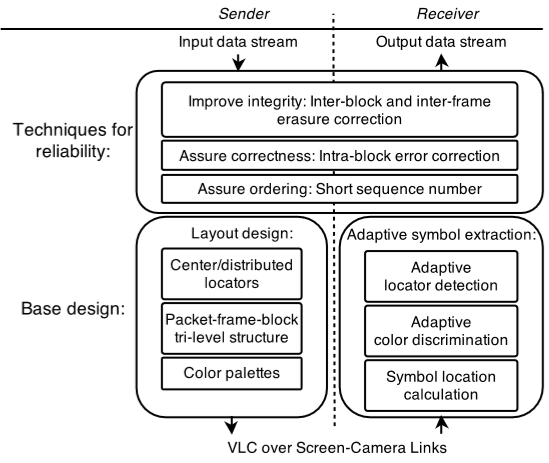 Sender
Receiver
Input data stream
Output data stream
Techniques for
reliability:
Improve integrity: Inter-block and inter-frame
erasure correction
Assure correctness: Intra-block error correction
Assure ordering: Short sequence number
Base design:
Layout design:
Center/distributed
locators
Packet-frame-block
tri-level structure
Color palettes
Adaptive symbol extraction:
Adaptive
locator detection
Adaptive
color discrimination
Symbol location
calculation
VLC over Screen-Camera Links